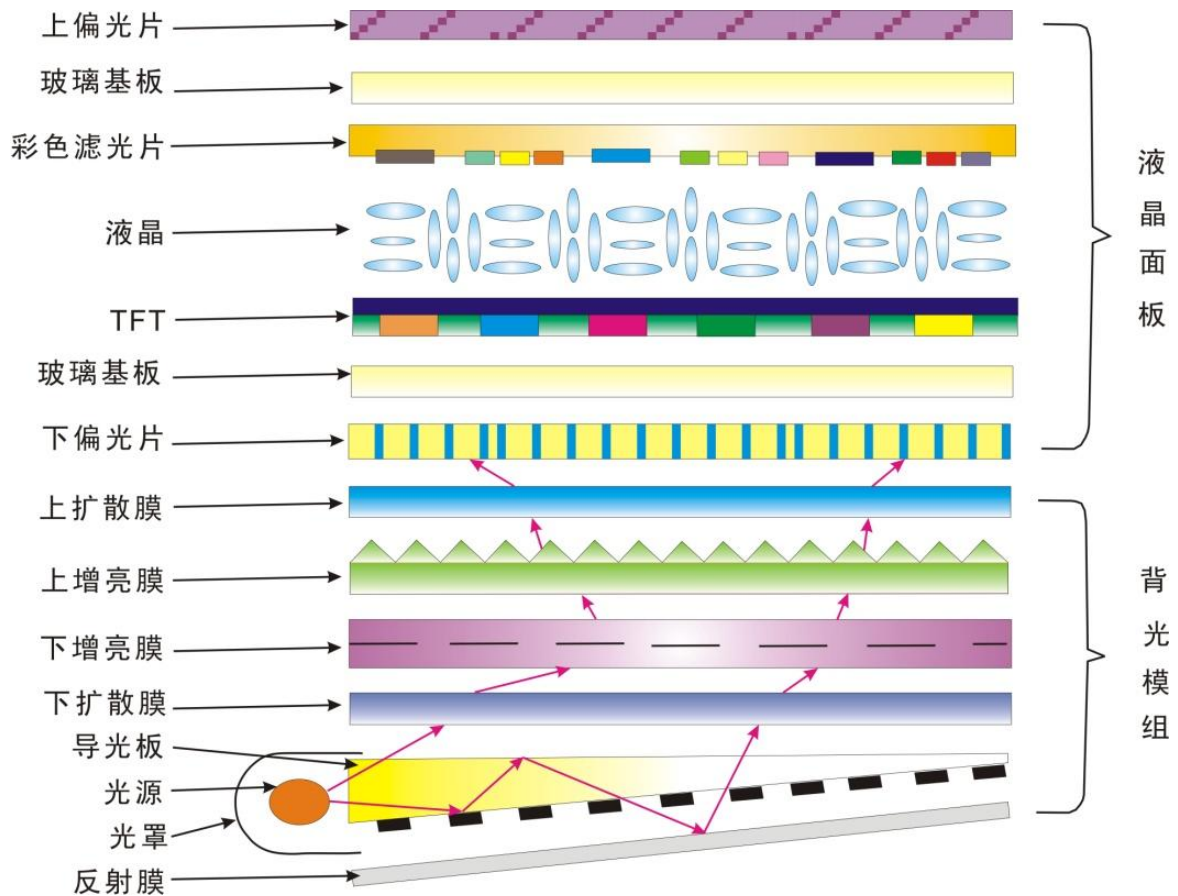 上偏光片
玻璃基板
彩色滤光片
液晶
TFT
玻璃基板
下偏光片
上扩散膜
上增亮膜
下增亮膜
下扩散膜
导光板
光源
光罩
反射膜
液晶面板
背光模组